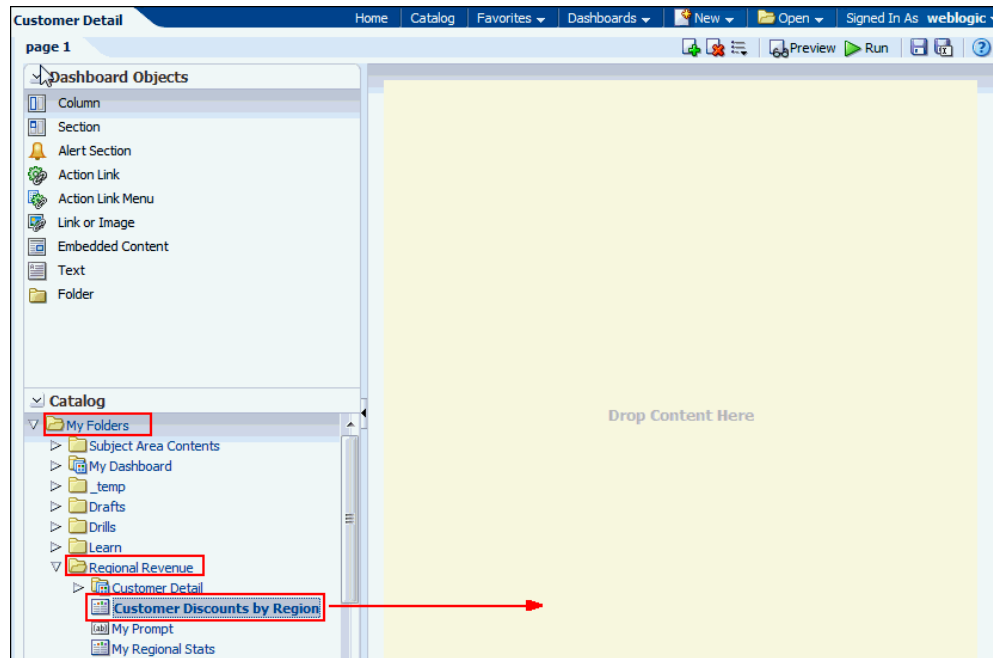 Customer Detail
Home Catalog Favorites Dashboards New Open Signed In As weblogic
page 1
Preview Run
Dashboard Objects
Column
Section
Alert Section
Action Link
Action Link Menu
Link or Image
Embedded Content
Text
Folder
Catalog
My Folders
Subject Area Contents
My Dashboard
_temp
Drafts
Drills
Learn
Regional Revenue
Customer Detail
Customer Discounts by Region
My Prompt
My Regional Stats
Drop Content Here